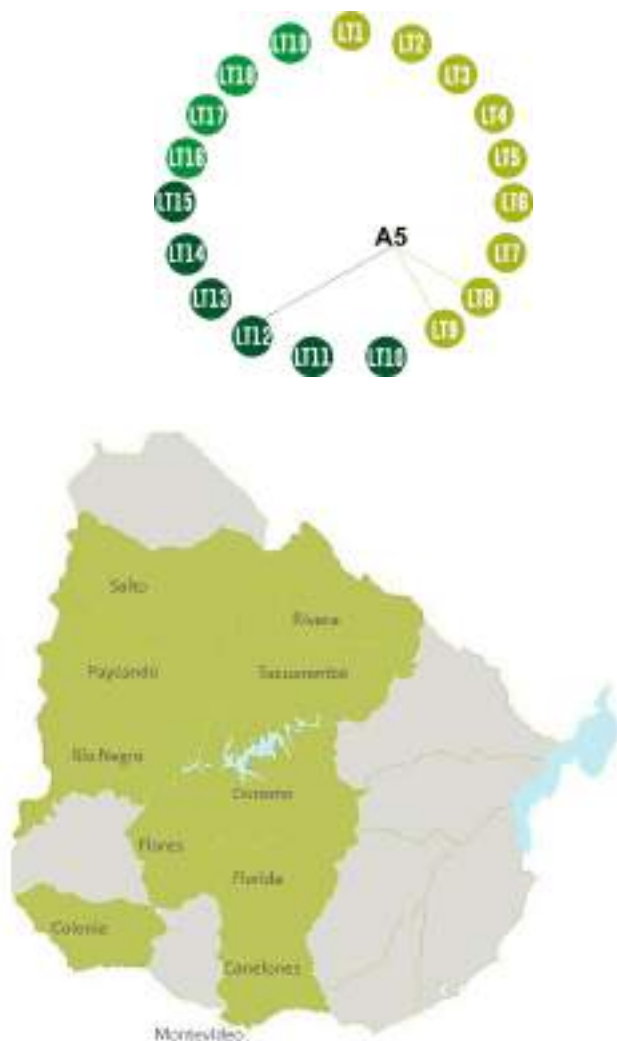 LT19 LT1 LT2
LT18 LT3
LT17 LT4
LT16 LT5
LT15 LT6
A5
LT14 LT7
LT13 LT8
LT12 LT9
LT11 LT10
Salto
Rivera
Paysandú Tacuarembó
Río Negro
Durazno
Flores
Florida
Colonia
Canelones
Montevideo